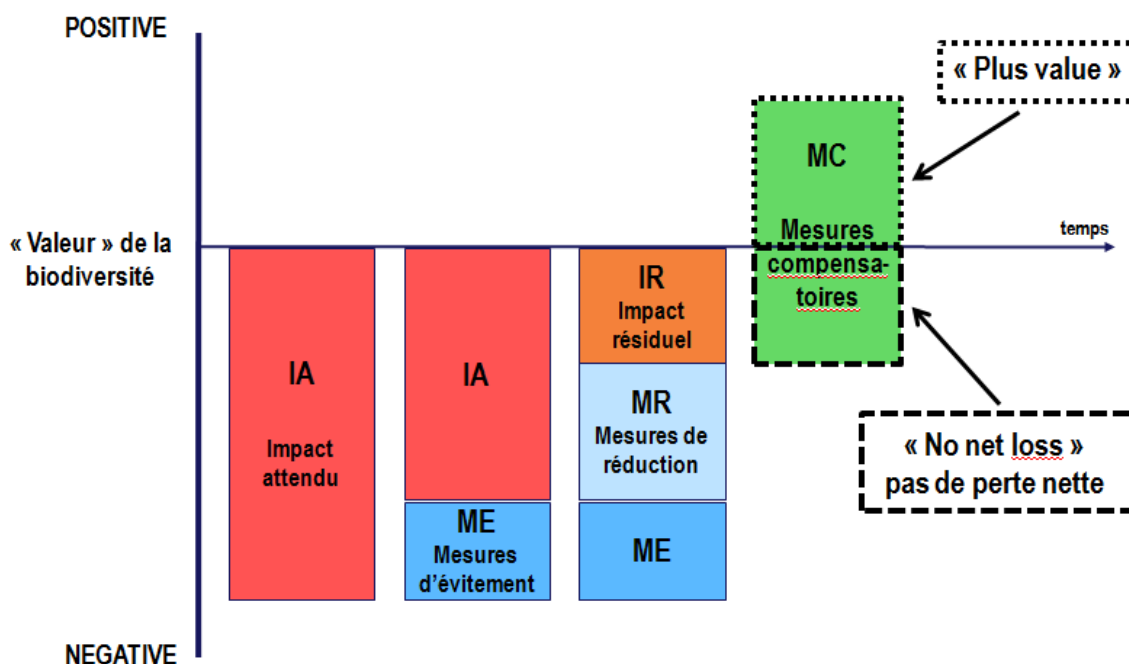 POSITIVE
« Plus value »
« Valeur » de la
biodiversité
temps
IA
Impact
attendu
IA
ME
Mesures
d'évitement
IR
Impact
résiduel
MR
Mesures de
réduction
ME
MC
Mesures
compensa-
toires
« No net loss »
pas de perte nette
NEGATIVE